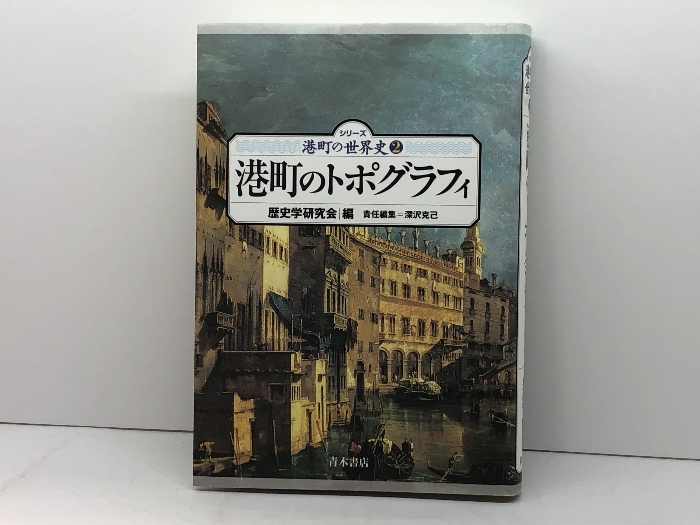 シリーズ
港町の世界史2
港町のトポグラフィ
歴史学研究会 編 責任編集=深沢克己
青木書店